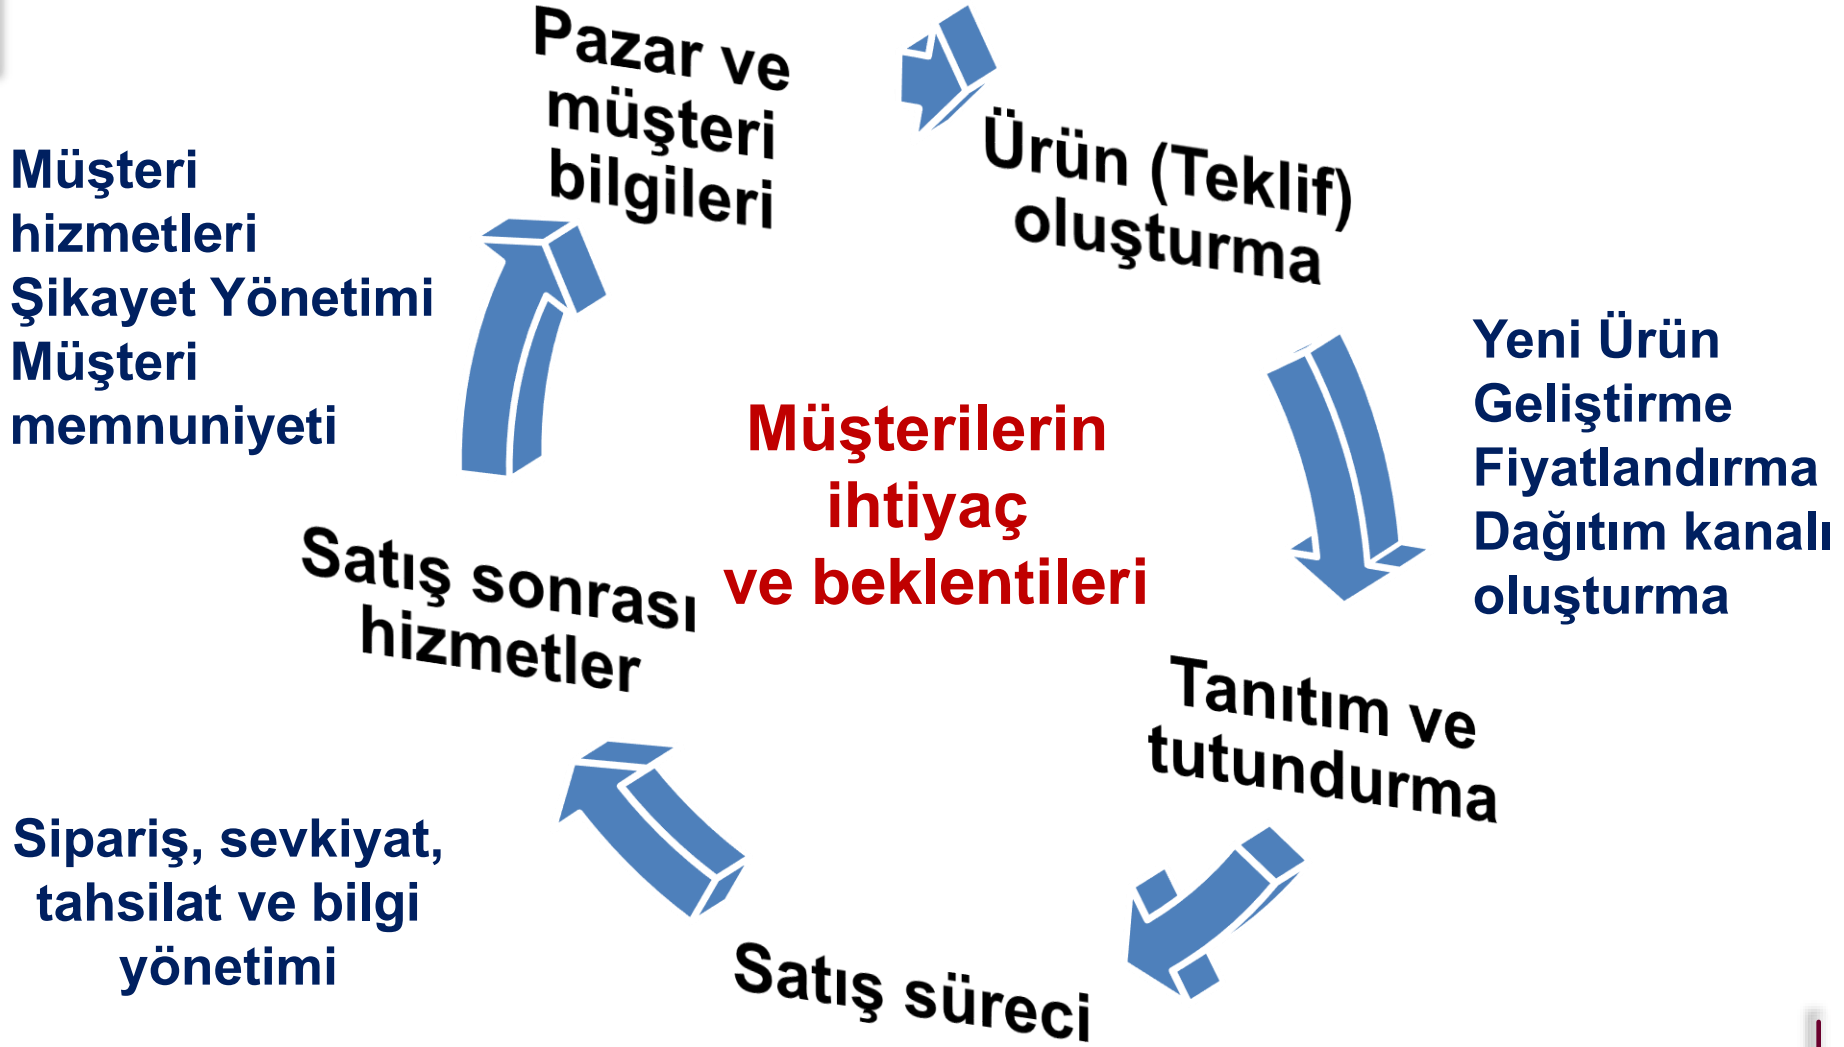 Pazar ve
müşteri
bilgileri
Ürün (Teklif)
oluşturma
Müşteri
hizmetleri
Şikayet Yönetimi
Müşteri
memnuniyeti
Yeni Ürün
Geliştirme
Fiyatlandırma
Dağıtım kanalı
oluşturma
Müşterilerin
ihtiyaç
ve beklentileri
Satış sonrası
hizmetler
Tanıtım ve
tutundurma
Sipariş, sevkiyat,
tahsilat ve bilgi
yönetimi
Satış süreci